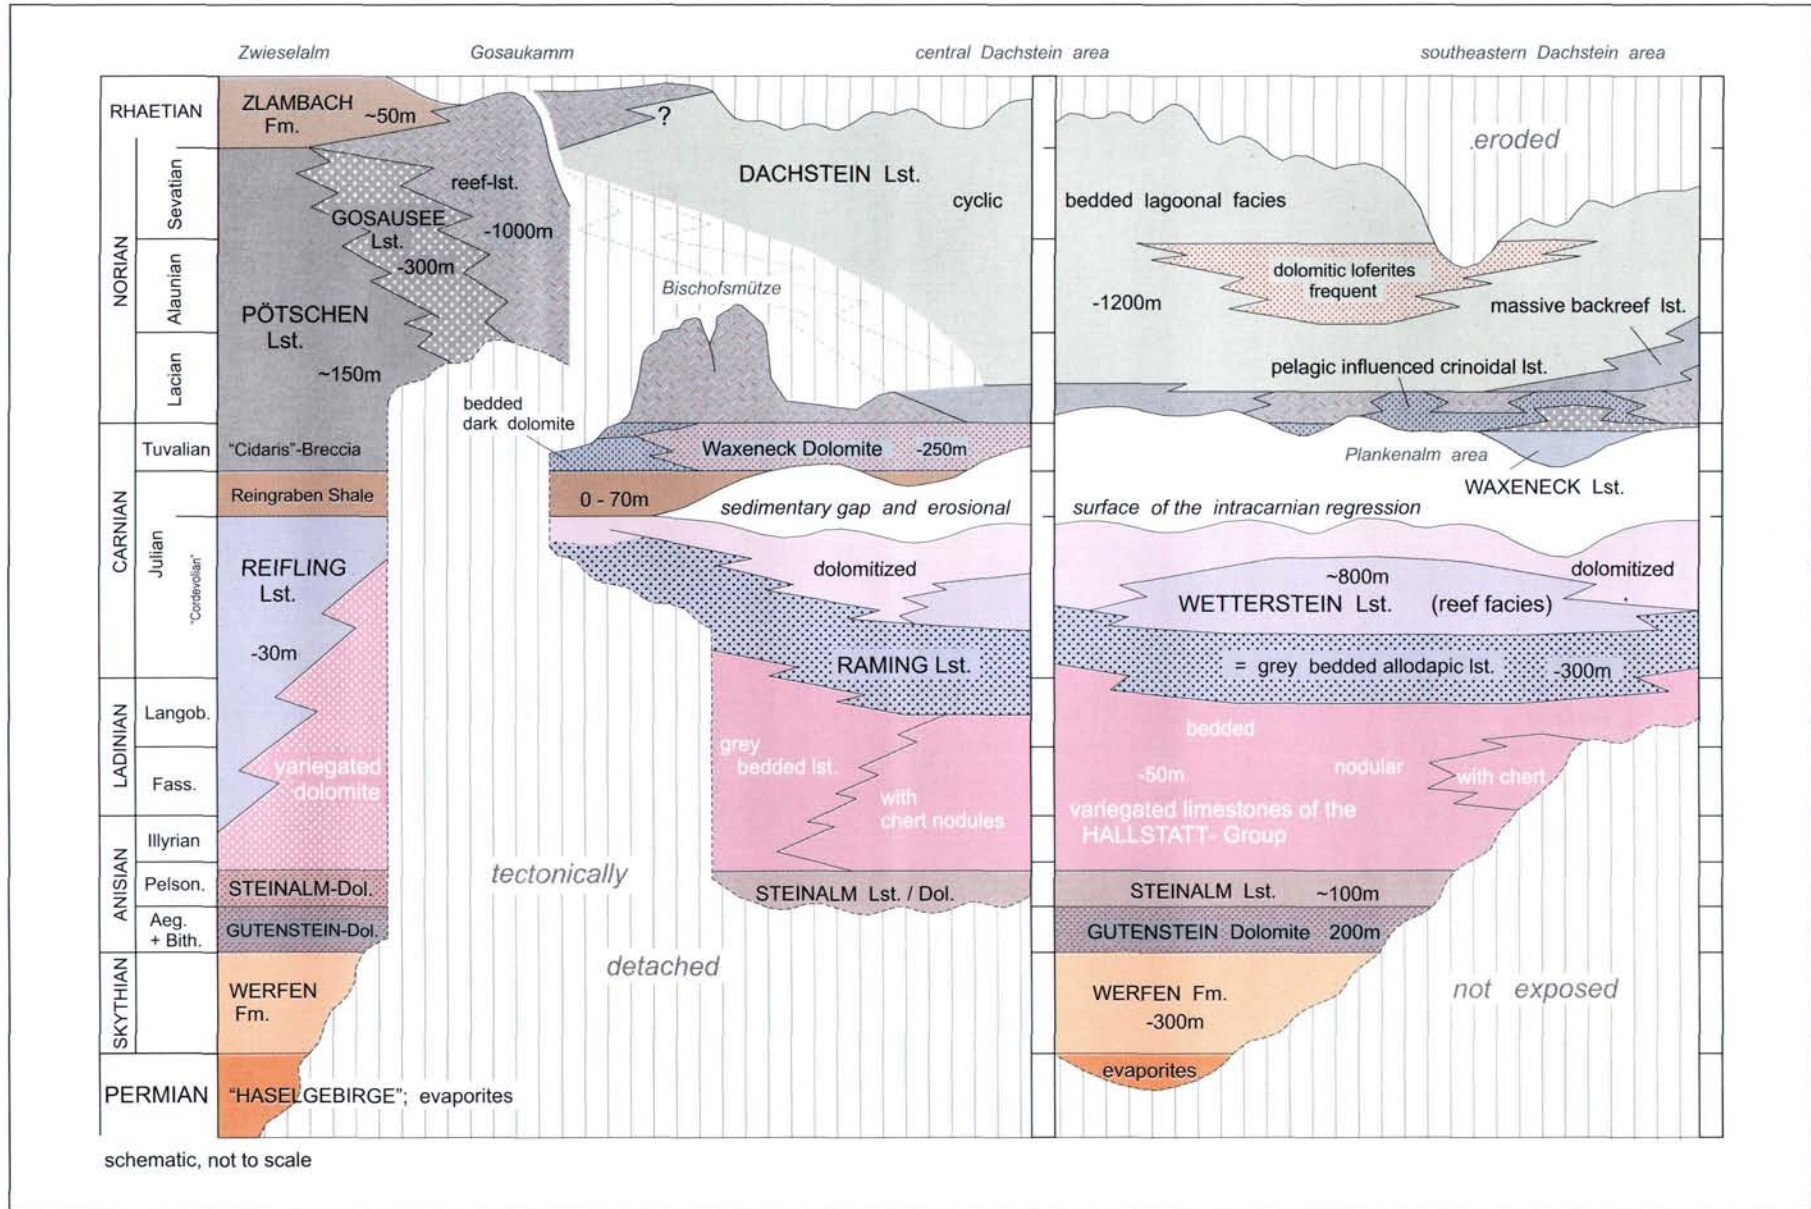 Zwieselalm
Gosaukamm
central Dachstein area
southeastern Dachstein area
RHAETIAN
NORIAN
Sevatian
Alaunian
Lacian
CARNIAN
Tuvalian
Julian
"Cordevolian"
LADINIAN
Langob.
Fass.
ANISIAN
Illyrian
Pelson.
Aeg.
+ Bith.
SKYTHIAN
PERMIAN
ZLAMBACH
Fm.
~50m
reef-lst.
-1000m
GOSAUSEE
Lst.
-300m
PÖTSCHEN
Lst.
~150m
"Cidaris"-Breccia
Reingraben Shale
REIFLING
Lst.
-30m
variegated
dolomite
STEINALM-Dol.
GUTENSTEIN-Dol.
WERFEN
Fm.
"HASELGEBIRGE"; evaporites
?
DACHSTEIN Lst.
cyclic
bedded lagoonal facies
.eroded
Bischofsmütze
-1200m
dolomitic loferites
frequent
massive backreef lst.
pelagic influenced crinoidal lst.
bedded
dark dolomite
Waxeneck Dolomite
-250m
Plankenalm area
WAXENECK Lst.
0 - 70m
sedimentary gap and erosional
surface of the intracarnian regression
dolomitized
~800m
dolomitized
WETTERSTEIN Lst. (reef facies)
RAMING Lst.
= grey bedded allodapic lst.
-300m
grey
bedded lst.
with
chert nodules
bedded
-50m
nodular
with chert
variegated limestones of the
HALLSTATT- Group
tectonically
detached
STEINALM Lst. / Dol.
STEINALM Lst. ~100m
GUTENSTEIN Dolomite 200m
WERFEN Fm.
-300m
not exposed
evaporites
schematic, not to scale